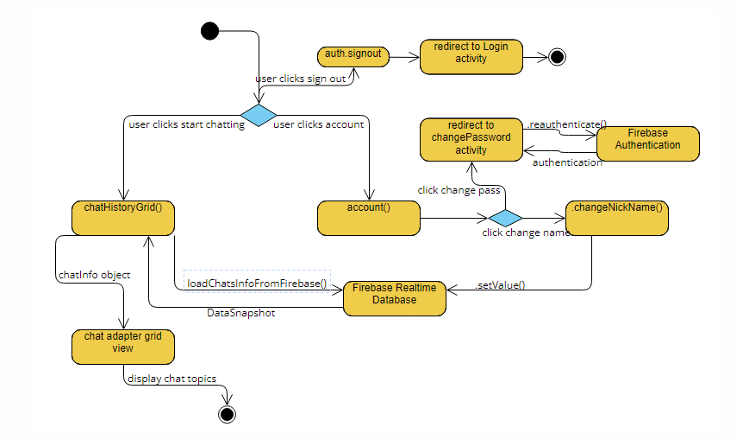 auth.signout
redirect to Login
activity
user clicks sign out
user clicks start chatting
user clicks account
redirect to
changePassword
activity
.reauthenticate()
Firebase
Authentication
authentication
click change pass
chatHistoryGrid()
account()
.changeNickName()
click change name
chatInfo object
loadChatsInfoFromFirebase()
Firebase Realtime
Database
.setValue()
DataSnapshot
chat adapter grid
view
display chat topics